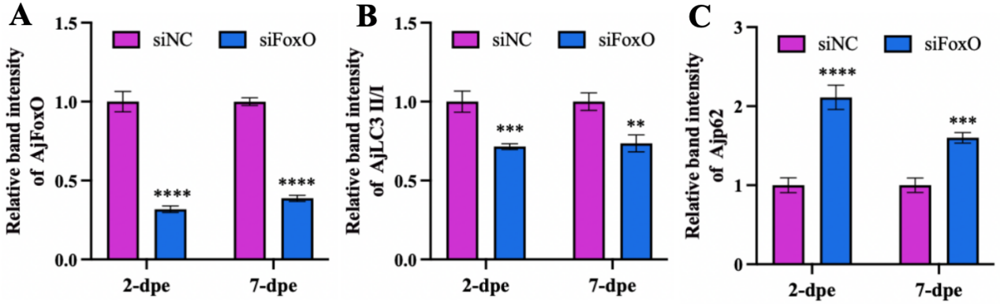 A
Relative band intensity
of AjFoxO
1.5
1.0
0.5
0.0
siNC
siFoxO
****
****
2-dpe
7-dpe
B
Relative band intensity
of AjLC3 II/I
1.5
1.0
0.5
0.0
siNC
siFoxO
***
**
2-dpe
7-dpe
C
Relative band intensity
of Ajp62
3
2
1
0
siNC
siFoxO
****
***
2-dpe
7-dpe